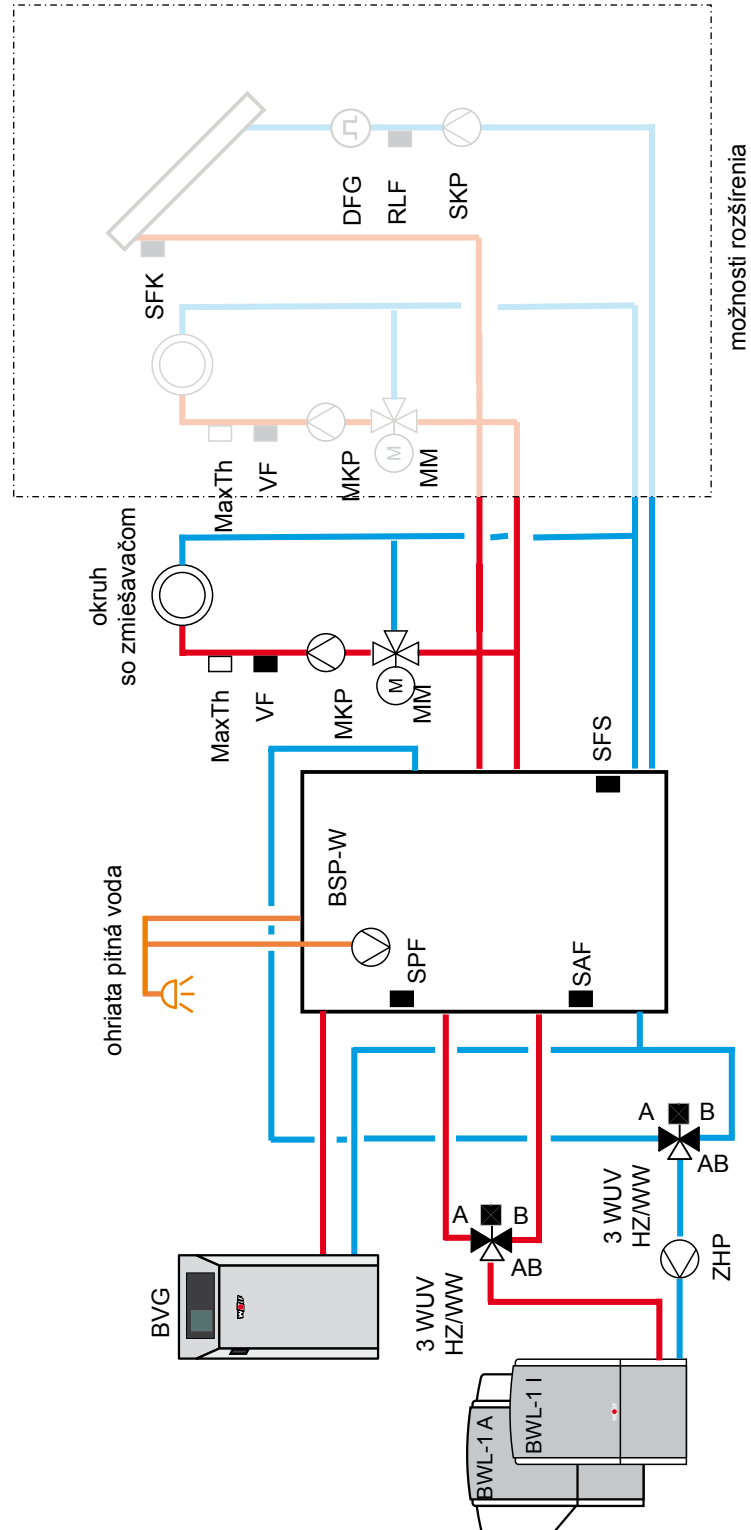 možnosti rozšírenia
SFK
DFG
RLF
SKP
MaxTh
VF
MKP
MM
M
okruh
so zmiešavačom
MaxTh
VF
MKP
MM
M
ohriata pitná voda
BSP-W
SFS
SPF
SAF
BVG
A
B
AB
3 WUV
HZ/WW
A
B
AB
3 WUV
HZ/WW
ZHP
BWL-1 A
BWL-1 I